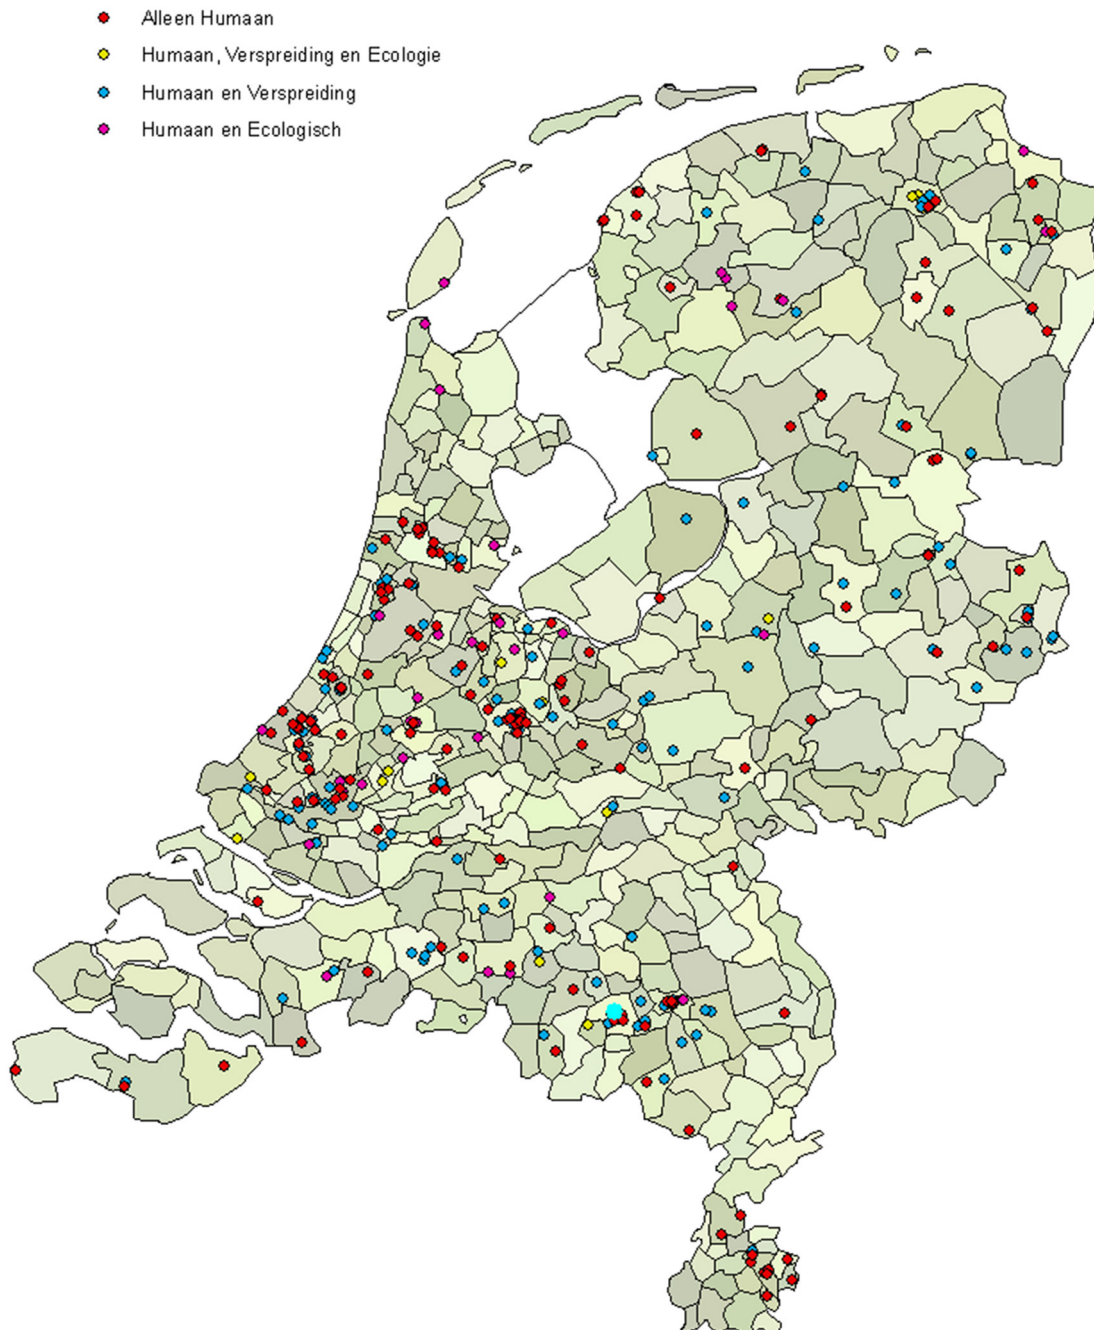 Alleen Humaan
Humaan, Verspreiding en Ecologie
Humaan en Verspreiding
Humaan en Ecologisch